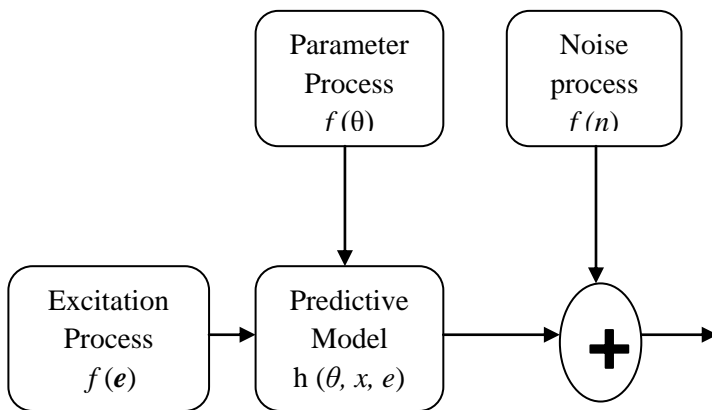 Parameter
Process
f (θ)
Noise
process
f (n)
Excitation
Process
f (e)
Predictive
Model
h (θ, x, e)
+